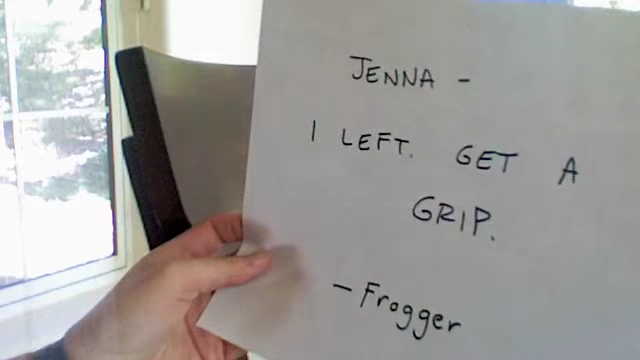 JENNA -
I LEFT. GET A
GRIP.
- Frogger